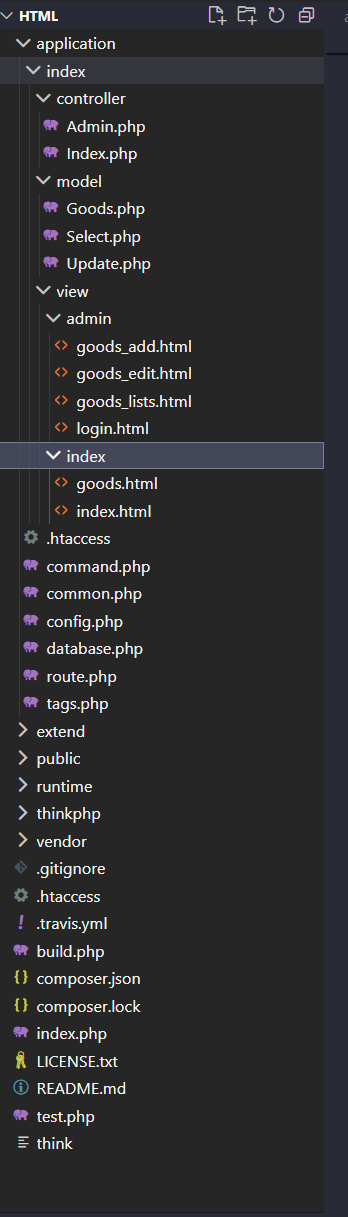 HTML
application
index
controller
Admin.php
Index.php
model
Goods.php
Select.php
Update.php
view
admin
goods_add.html
goods_edit.html
goods_lists.html
login.html
index
goods.html
index.html
.htaccess
command.php
common.php
config.php
database.php
route.php
tags.php
extend
public
runtime
thinkphp
vendor
.gitignore
.htaccess
.travis.yml
build.php
composer.json
composer.lock
index.php
LICENSE.txt
README.md
test.php
think